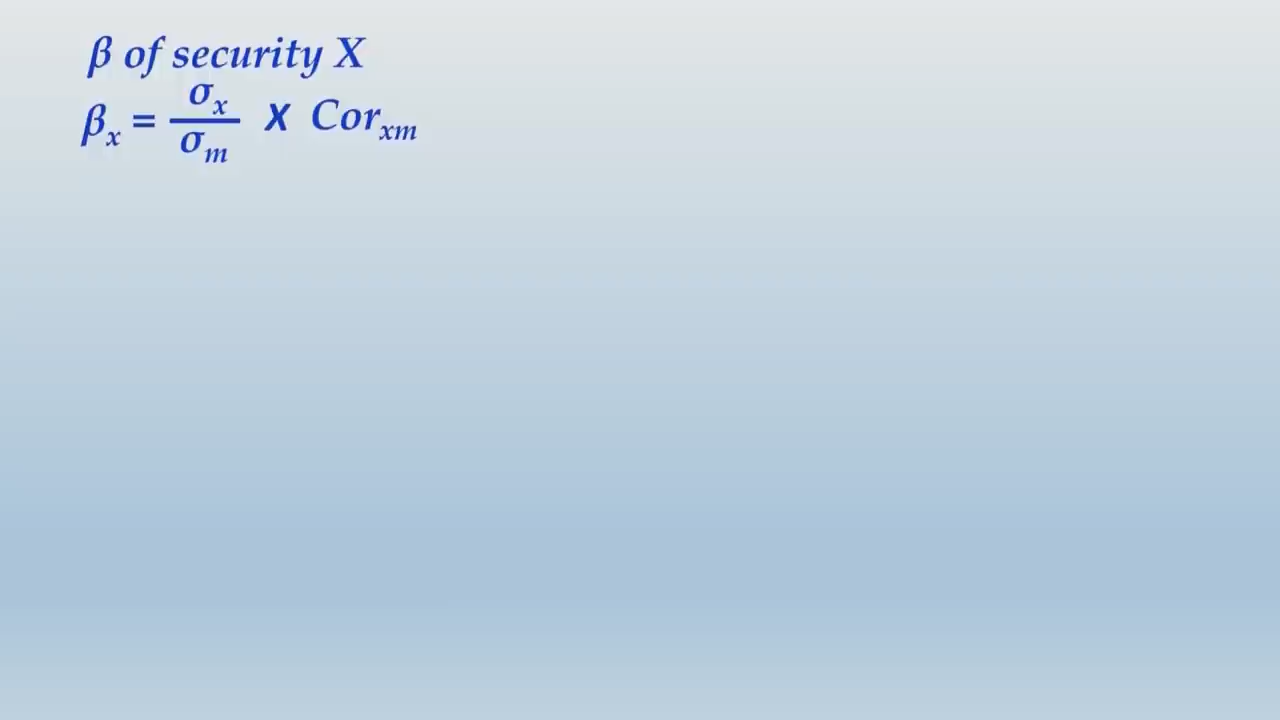 β of security X
βx = σx / σm X Corxm